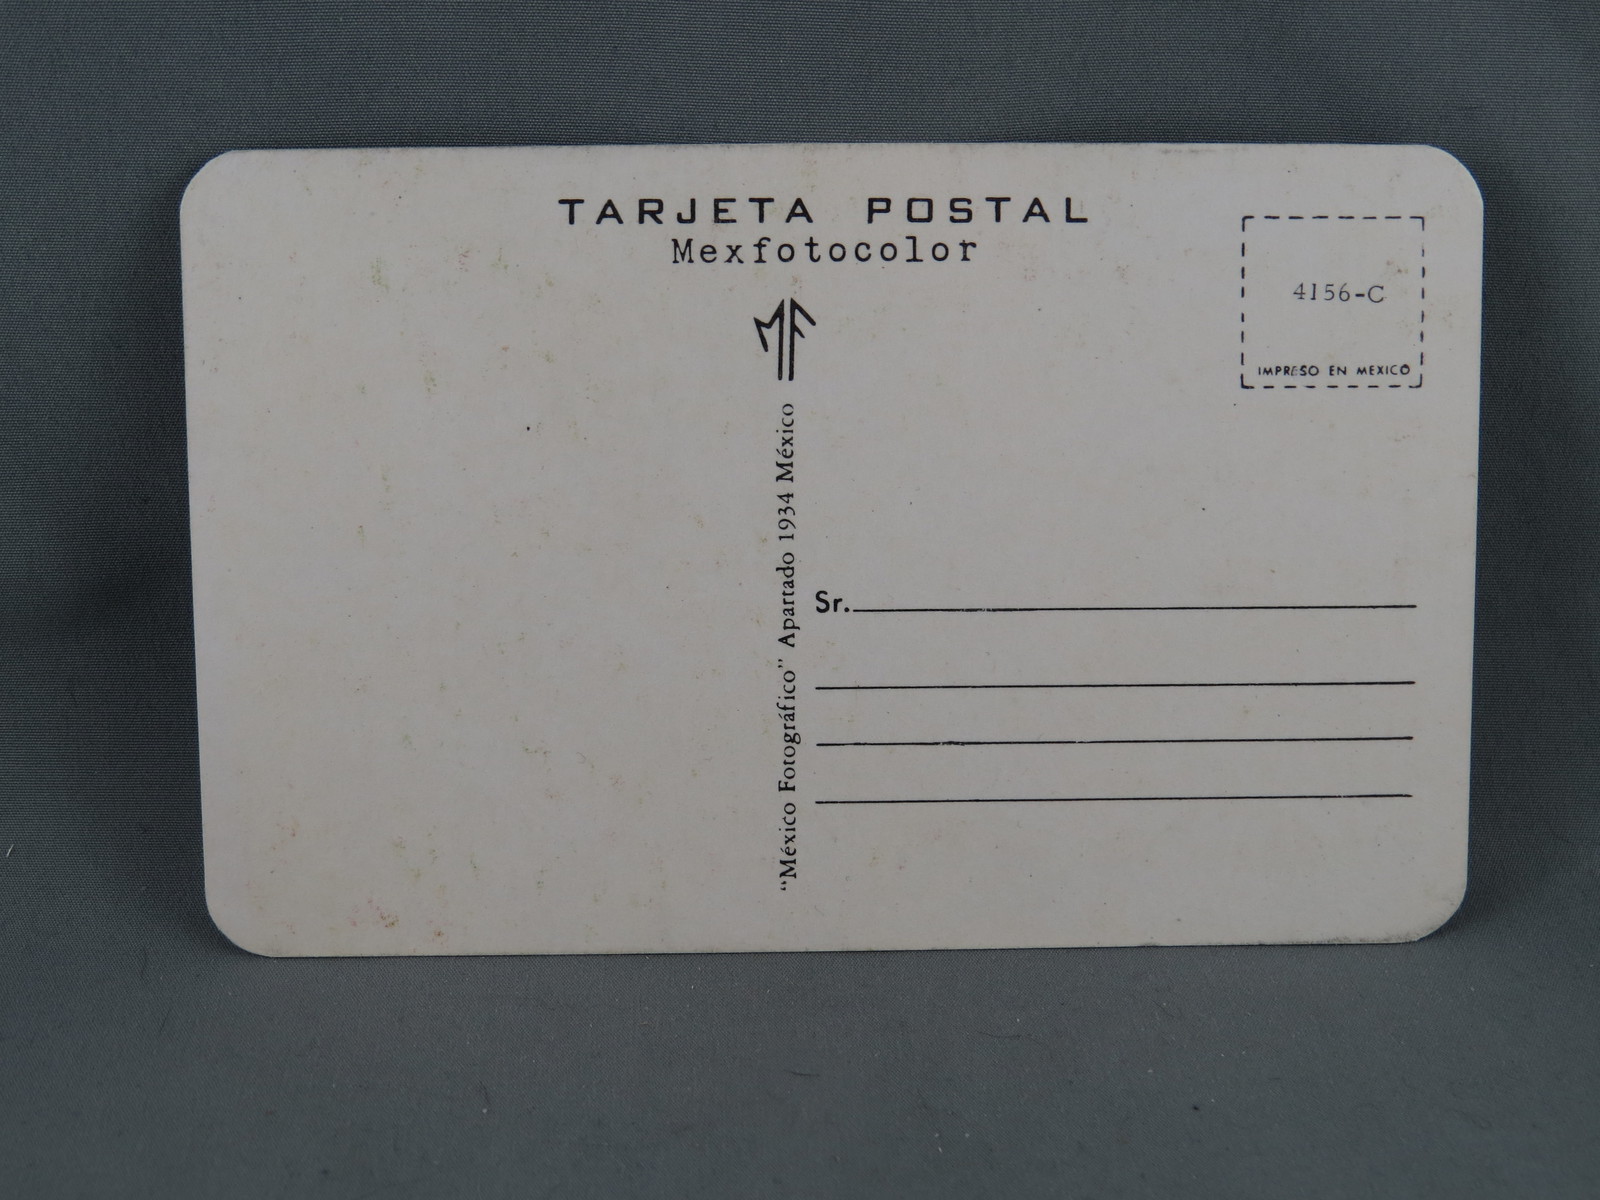 TARJETA POSTAL
Mexfotocolor
MF
4156-C
IMPRESO EN MEXICO
"México Fotográfico" Apartado 1934 México
Sr.